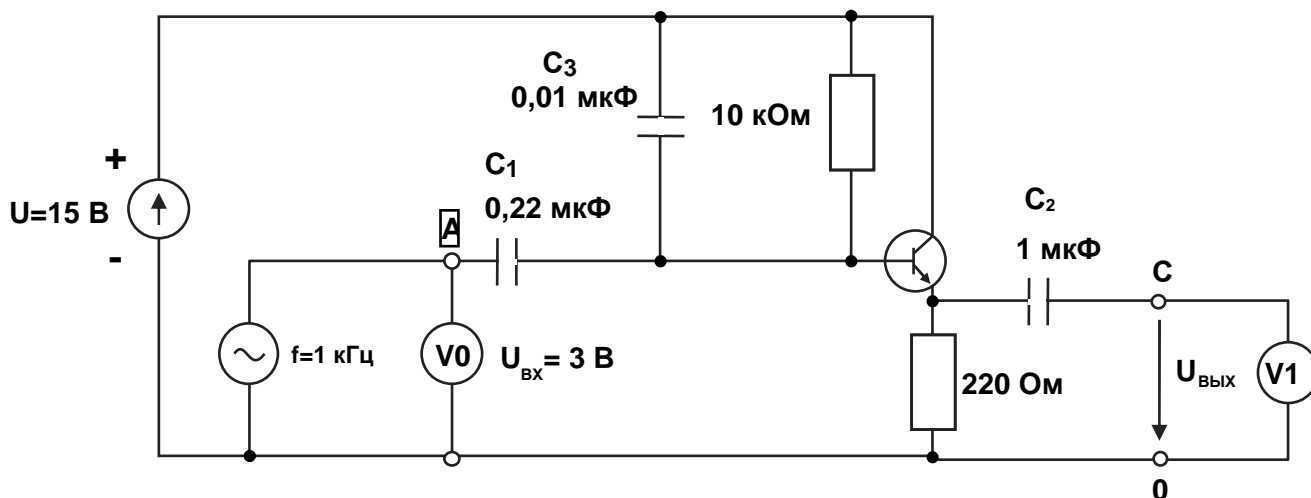 C3
0,01 мкФ
10 кОм
+
U=15 В
-
C1
0,22 мкФ
A
C2
1 мкФ
C
f=1 кГц
V0
UВХ= 3 В
220 Ом
UВЫХ
V1
0